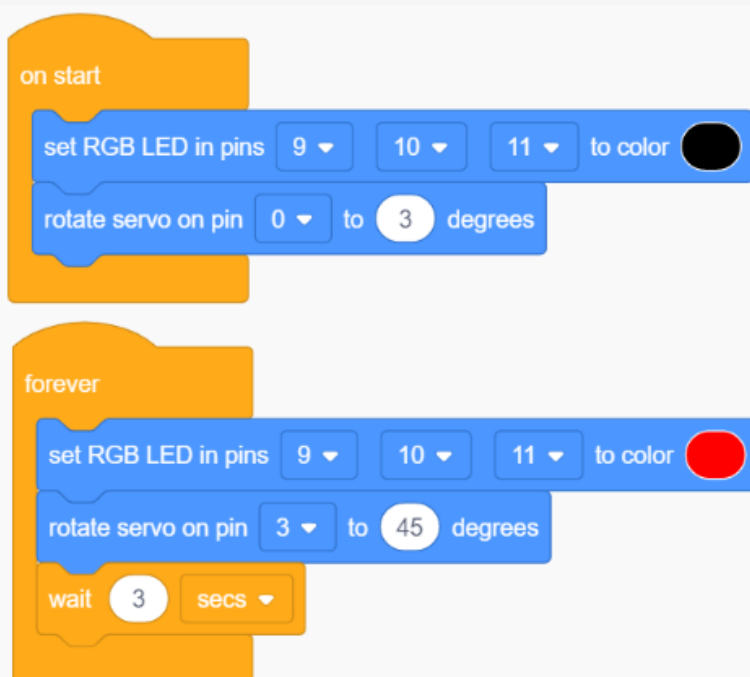 on start
set RGB LED in pins 9 10 11 to color
rotate servo on pin 0 to 3 degrees
forever
set RGB LED in pins 9 10 11 to color
rotate servo on pin 3 to 45 degrees
wait 3 secs